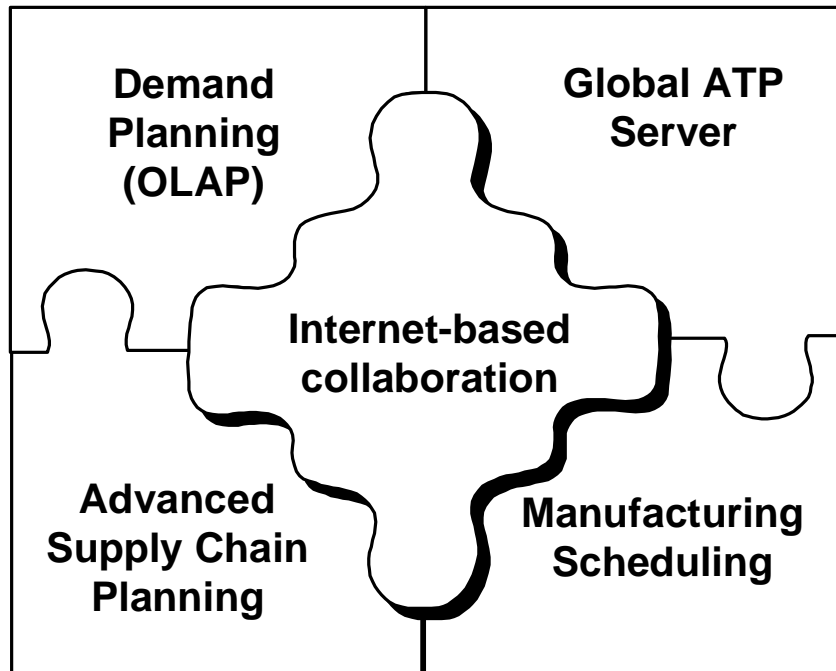 Demand
Planning
(OLAP)
Global ATP
Server
Internet-based
collaboration
Advanced
Supply Chain
Planning
Manufacturing
Scheduling